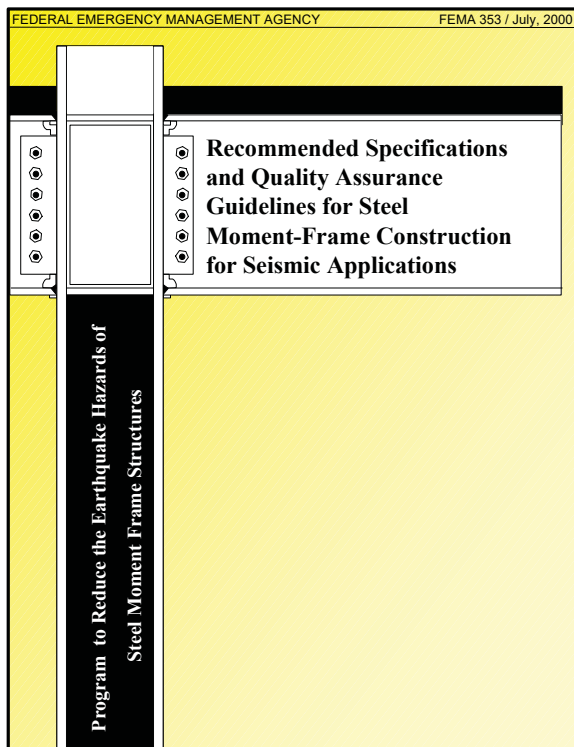 FEDERAL EMERGENCY MANAGEMENT AGENCY FEMA 353 / July, 2000
Recommended Specifications
and Quality Assurance
Guidelines for Steel
Moment-Frame Construction
for Seismic Applications
Program to Reduce the Earthquake Hazards of
Steel Moment Frame Structures